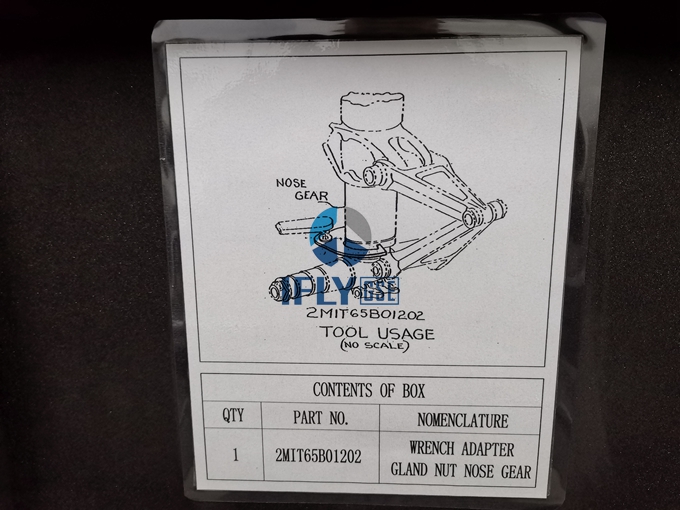 NOSE
GEAR
IFLY GSE
2MIT65B01202
TOOL USAGE
(NO SCALE)
CONTENTS OF BOX
QTY PART NO. NOMENCLATURE
1 2MIT65B01202 WRENCH ADAPTER
GLAND NUT NOSE GEAR